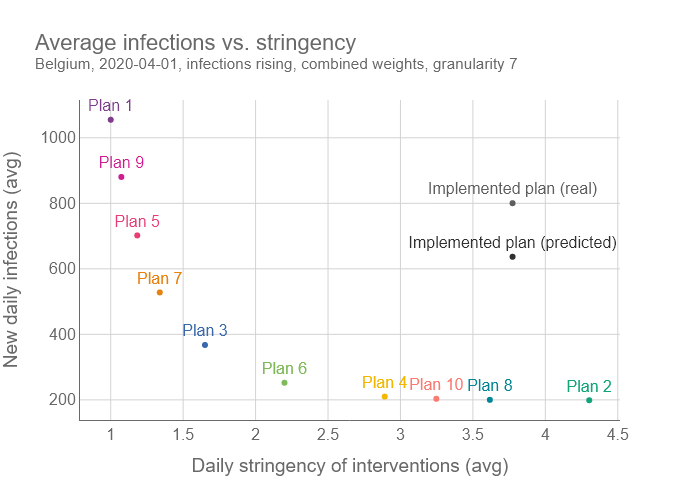 Average infections vs. stringency
Belgium, 2020-04-01, infections rising, combined weights, granularity 7
New daily infections (avg)
1000
800
600
400
200
Plan 1
Plan 9
Plan 5
Plan 7
Plan 3
Plan 6
Plan 4
Plan 10
Plan 8
Plan 2
Implemented plan (real)
Implemented plan (predicted)
1
1.5
2
2.5
3
3.5
4
4.5
Daily stringency of interventions (avg)